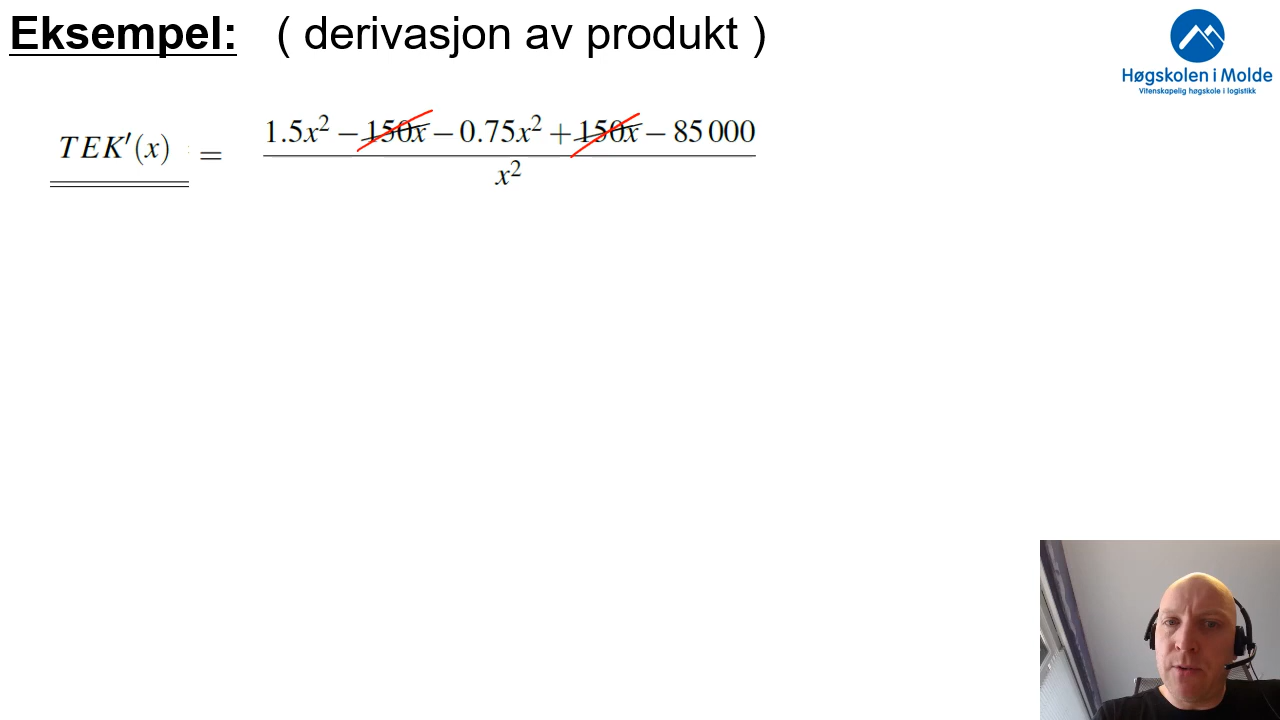 Eksempel: ( derivasjon av produkt )
Høgskolen i Molde
Vitenskapelig høgskole i logistikk
TEK′(x) = (1.5x² − 150x − 0.75x² + 150x − 85 000) / x²